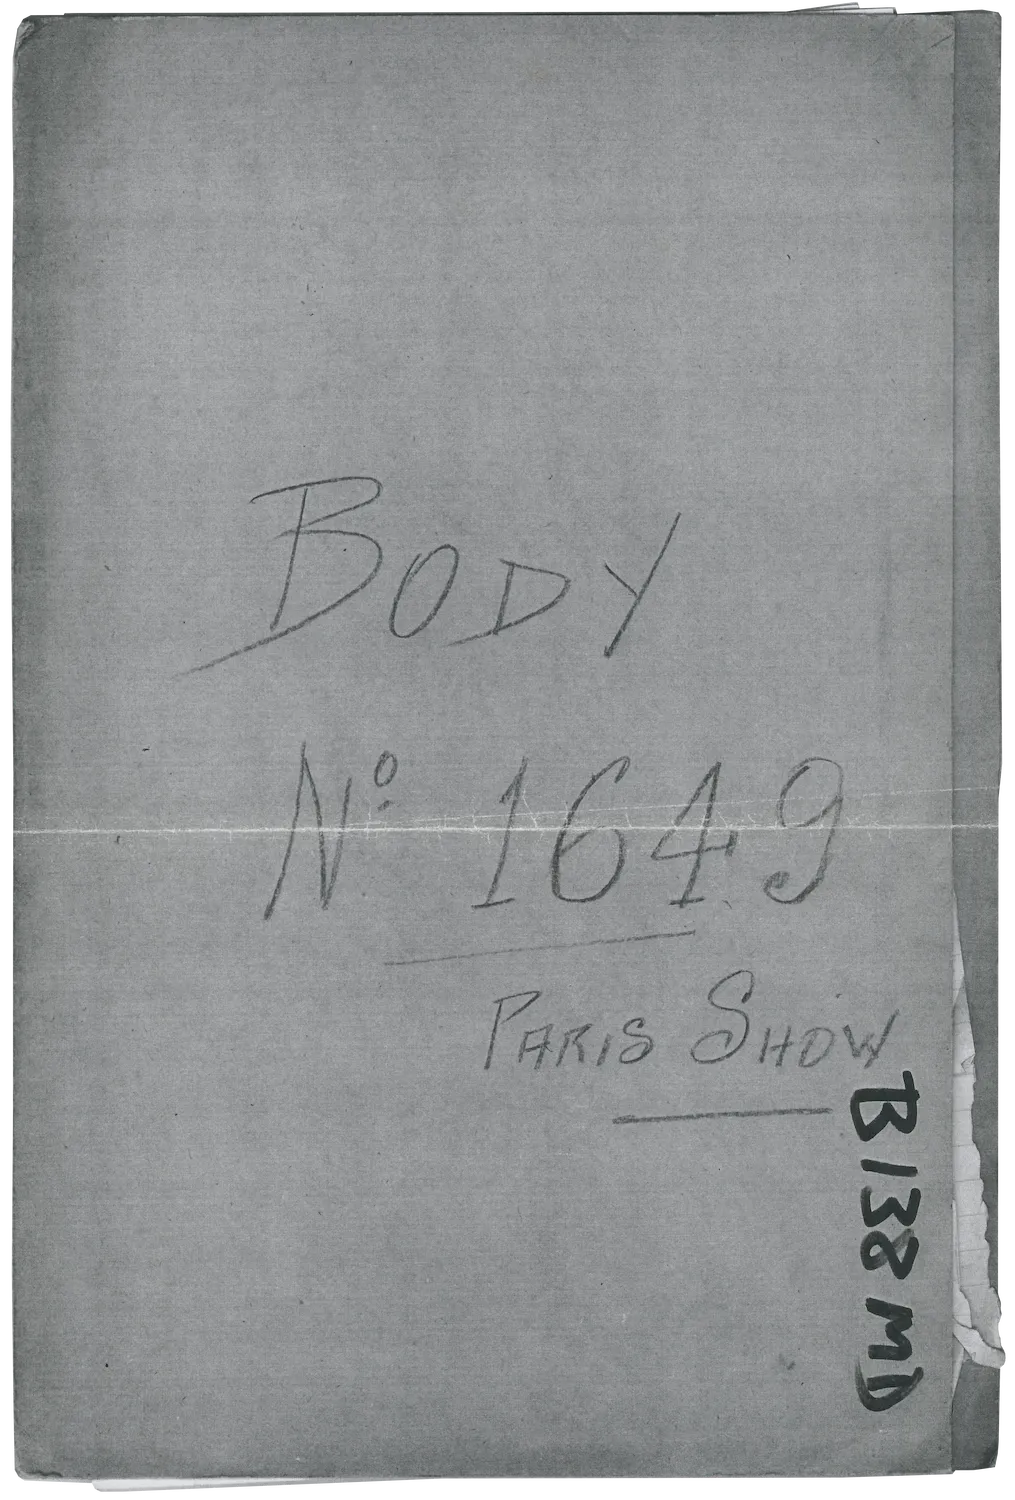 BODY
Nº 1649
PARIS SHOW
B138 MD